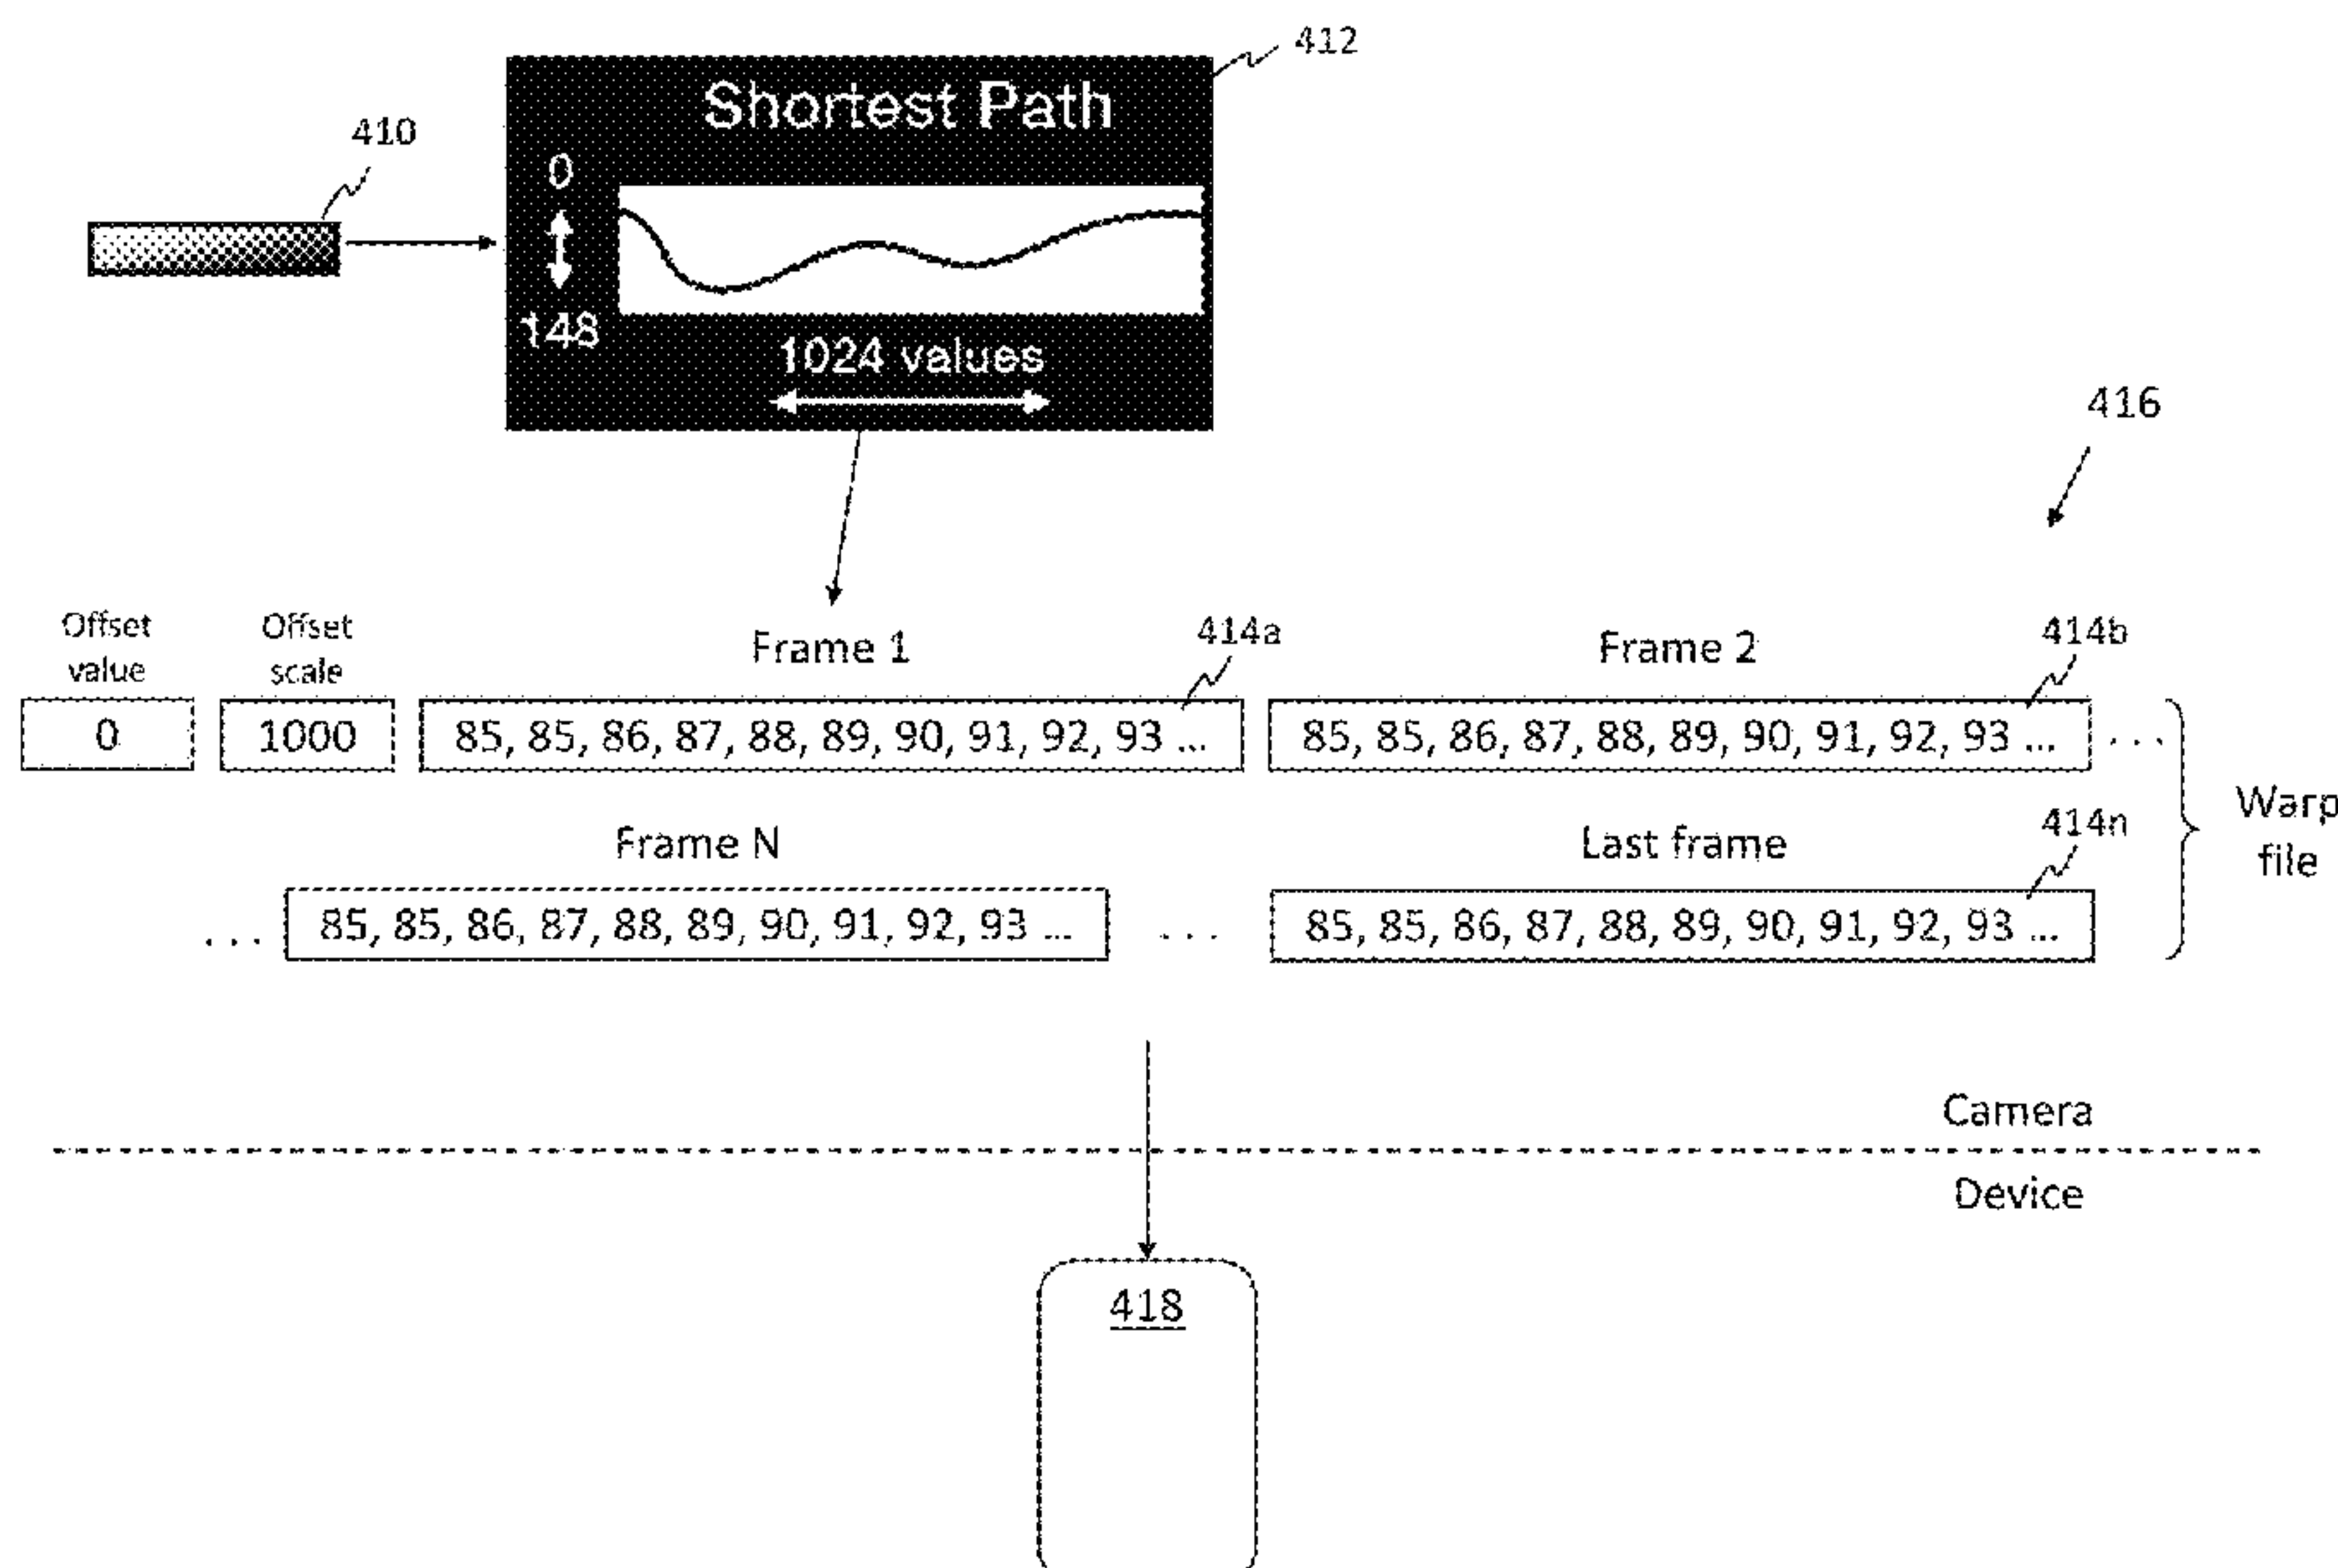 412
Shortest Path
410
0
148
1024 values
416
Offset value
Offset scale
Frame 1
414a
Frame 2
414b
0
1000
85, 85, 86, 87, 88, 89, 90, 91, 92, 93 ...
85, 85, 86, 87, 88, 89, 90, 91, 92, 93 ...
. . .
Warp
file
Frame N
Last frame
414n
. . .
85, 85, 86, 87, 88, 89, 90, 91, 92, 93 ...
. . .
85, 85, 86, 87, 88, 89, 90, 91, 92, 93 ...
Camera
Device
418